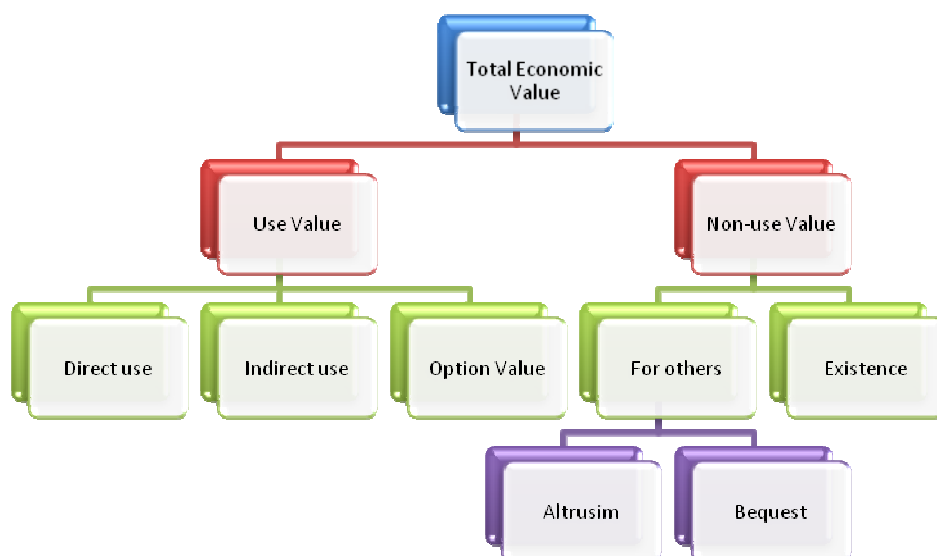 Total Economic
Value
Use Value
Non-use Value
Direct use
Indirect use
Option Value
For others
Existence
Altrusim
Bequest